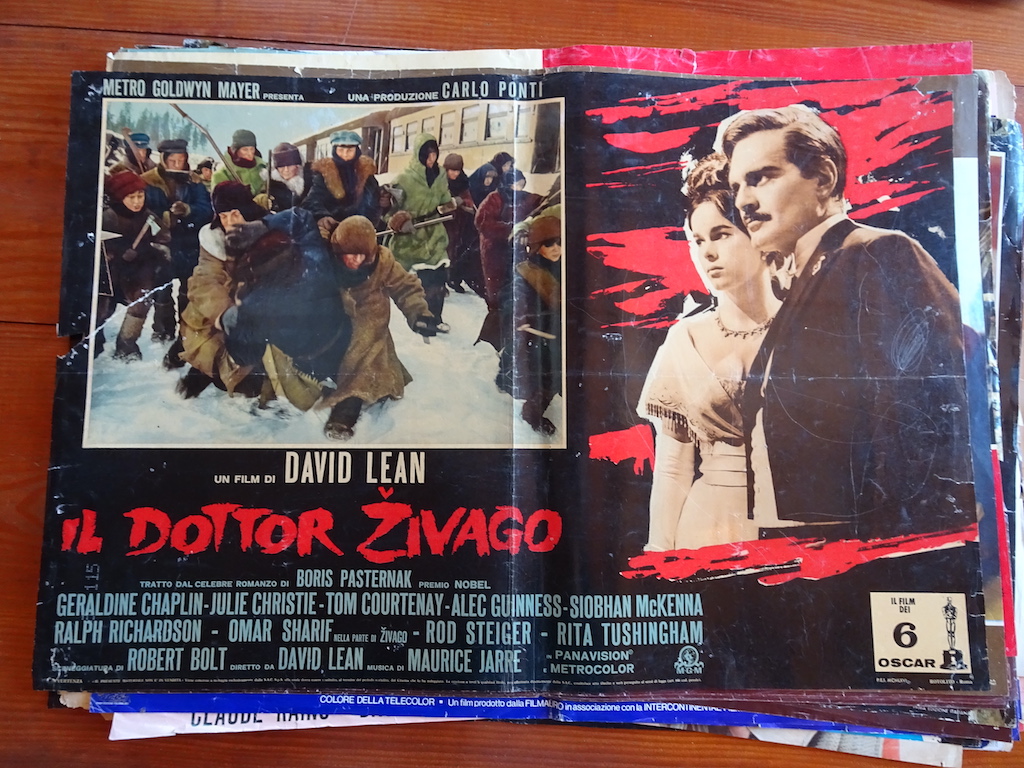 METRO GOLDWYN MAYER PRESENTA UNA PRODUZIONE CARLO PONTI
UN FILM DI DAVID LEAN
IL DOTTOR ŽIVAGO
115
TRATTO DAL CELEBRE ROMANZO DI BORIS PASTERNAK PREMIO NOBEL
GERALDINE CHAPLIN - JULIE CHRISTIE - TOM COURTENAY - ALEC GUINNESS - SIOBHAN McKENNA
RALPH RICHARDSON - OMAR SHARIF NELLA PARTE DI ŽIVAGO - ROD STEIGER - RITA TUSHINGHAM
SCENEGGIATURA DI ROBERT BOLT DIRETTO DA DAVID LEAN MUSICA DI MAURICE JARRE IN PANAVISION® E METROCOLOR
M-G-M
IL FILM
DEI
6
OSCAR
COLORE DELLA TELECOLOR - Un film prodotto dalla FILMAURO in associazione con la INTERCONTINENTAL
CLAUDE RAINS